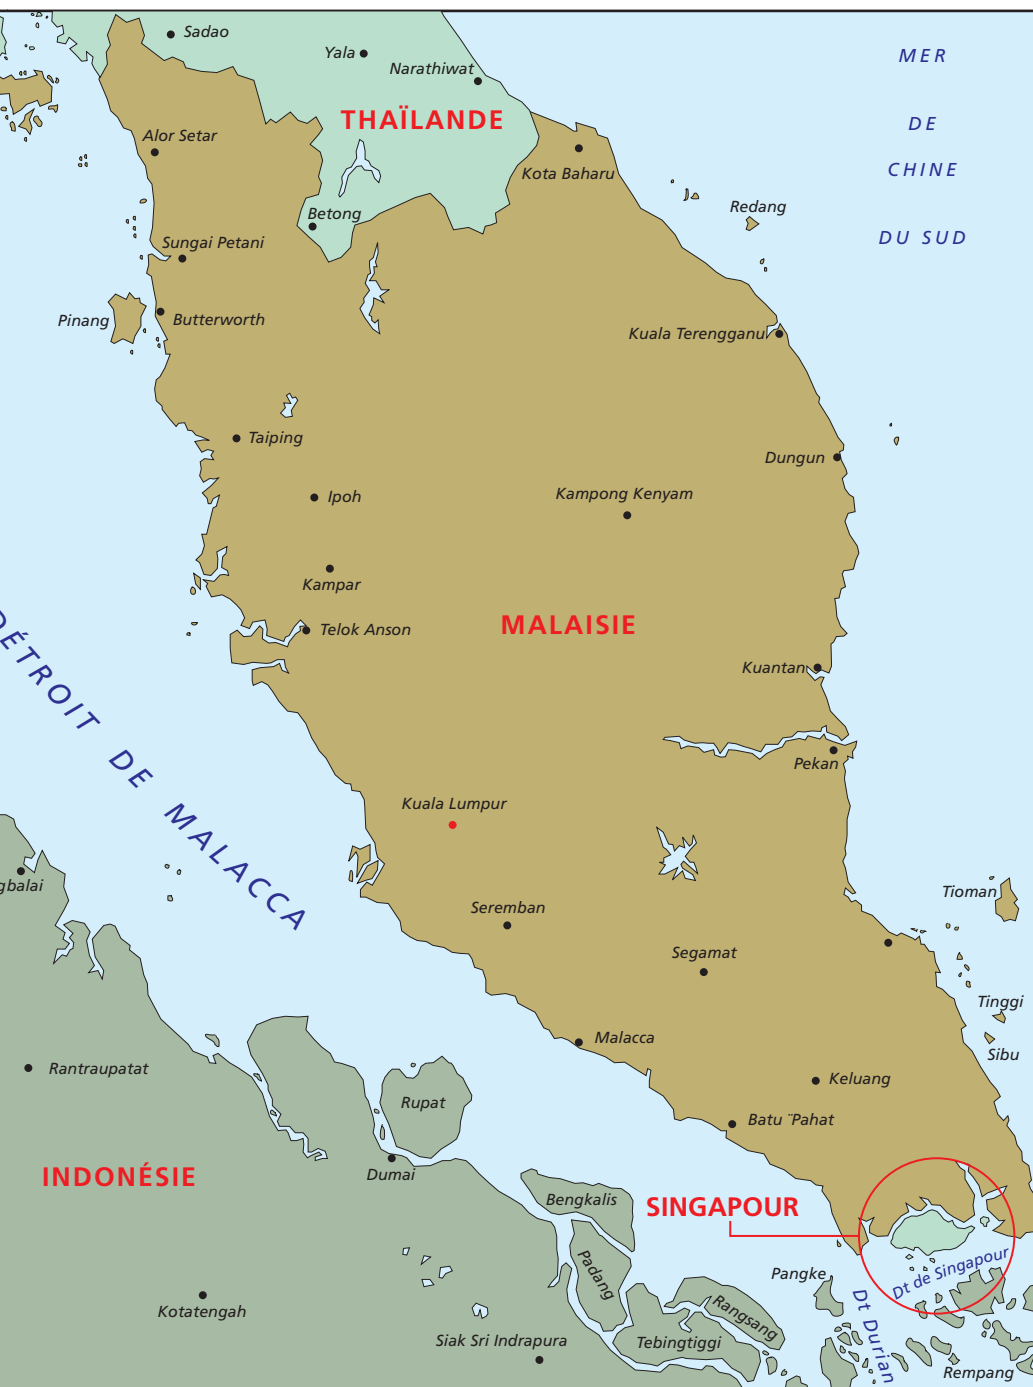 Sadao
Yala
Narathiwat
MER
DE
CHINE
DU SUD
THAÏLANDE
Alor Setar
Kota Baharu
Redang
Betong
Sungai Petani
Pinang
Butterworth
Kuala Terengganu
Taiping
Dungun
Ipoh
Kampong Kenyam
Kampar
MALAISIE
Telok Anson
DÉTROIT DE MALACCA
Kuantan
Pekan
Kuala Lumpur
gbalai
Tioman
Seremban
Segamat
Tinggi
Malacca
Sibu
Rantraupatat
Keluang
Rupat
Batu ¨Pahat
INDONÉSIE
Dumai
Bengkalis
SINGAPOUR
Padang
Pangke
Dt de Singapour
Dt Durian
Kotatengah
Rangsang
Siak Sri Indrapura
Tebingtiggi
Rempang